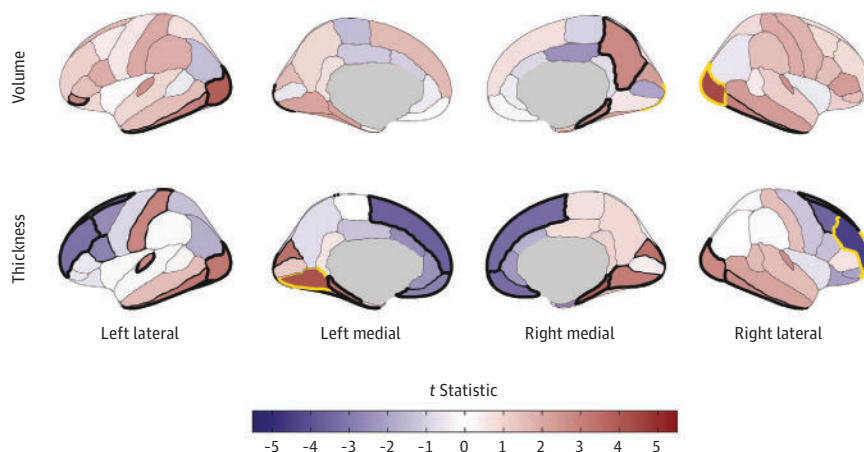 Volume
Thickness
Left lateral
Left medial
Right medial
Right lateral
t Statistic
-5 -4 -3 -2 -1 0 1 2 3 4 5